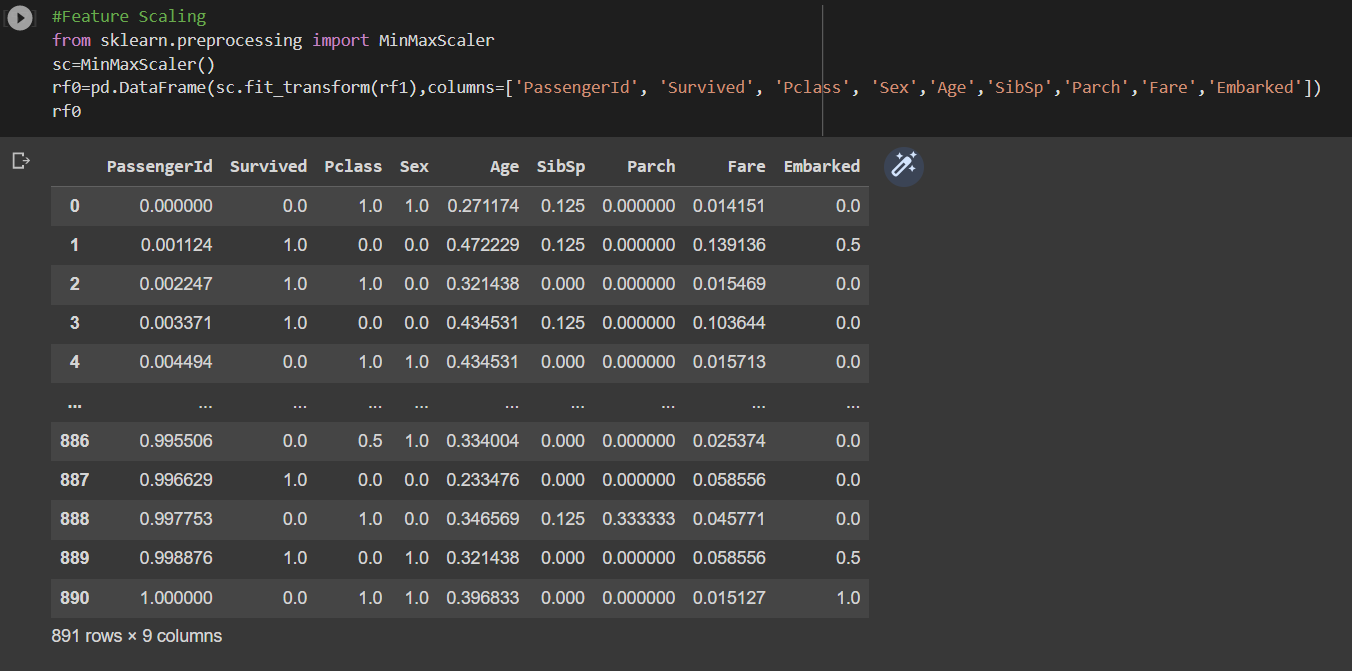 #Feature Scaling
from sklearn.preprocessing import MinMaxScaler
sc=MinMaxScaler()
rf0=pd.DataFrame(sc.fit_transform(rf1),columns=['PassengerId', 'Survived', 'Pclass', 'Sex','Age','SibSp','Parch','Fare','Embarked'])
rf0
PassengerId Survived Pclass Sex Age SibSp Parch Fare Embarked
0 0.000000 0.0 1.0 1.0 0.271174 0.125 0.000000 0.014151 0.0
1 0.001124 1.0 0.0 0.0 0.472229 0.125 0.000000 0.139136 0.5
2 0.002247 1.0 1.0 0.0 0.321438 0.000 0.000000 0.015469 0.0
3 0.003371 1.0 0.0 0.0 0.434531 0.125 0.000000 0.103644 0.0
4 0.004494 0.0 1.0 1.0 0.434531 0.000 0.000000 0.015713 0.0
... ... ... ... ... ... ... ... ... ...
886 0.995506 0.0 0.5 1.0 0.334004 0.000 0.000000 0.025374 0.0
887 0.996629 1.0 0.0 0.0 0.233476 0.000 0.000000 0.058556 0.0
888 0.997753 0.0 1.0 0.0 0.346569 0.125 0.333333 0.045771 0.0
889 0.998876 1.0 0.0 1.0 0.321438 0.000 0.000000 0.058556 0.5
890 1.000000 0.0 1.0 1.0 0.396833 0.000 0.000000 0.015127 1.0
891 rows × 9 columns